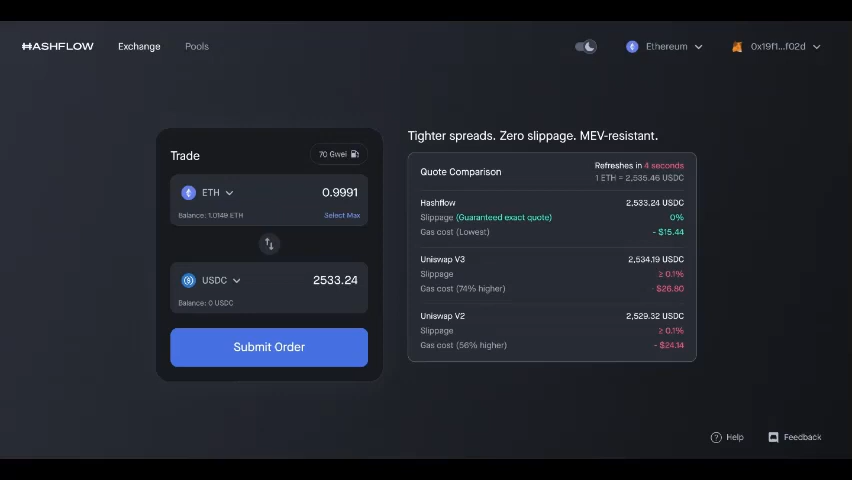 HASHFLOW Exchange Pools Ethereum 0x19f1...f02d
Tighter spreads. Zero slippage. MEV-resistant.
Trade 70 Gwei
ETH 0.9991
Balance: 1.0149 ETH Select Max
USDC 2533.24
Balance: 0 USDC
Submit Order
Quote Comparison Refreshes in 4 seconds
1 ETH = 2,535.46 USDC
Hashflow 2,533.24 USDC
Slippage (Guaranteed exact quote) 0%
Gas cost (Lowest) - $15.44
Uniswap V3 2,534.19 USDC
Slippage ≥ 0.1%
Gas cost (74% higher) - $26.80
Uniswap V2 2,529.32 USDC
Slippage ≥ 0.1%
Gas cost (56% higher) - $24.14
Help Feedback